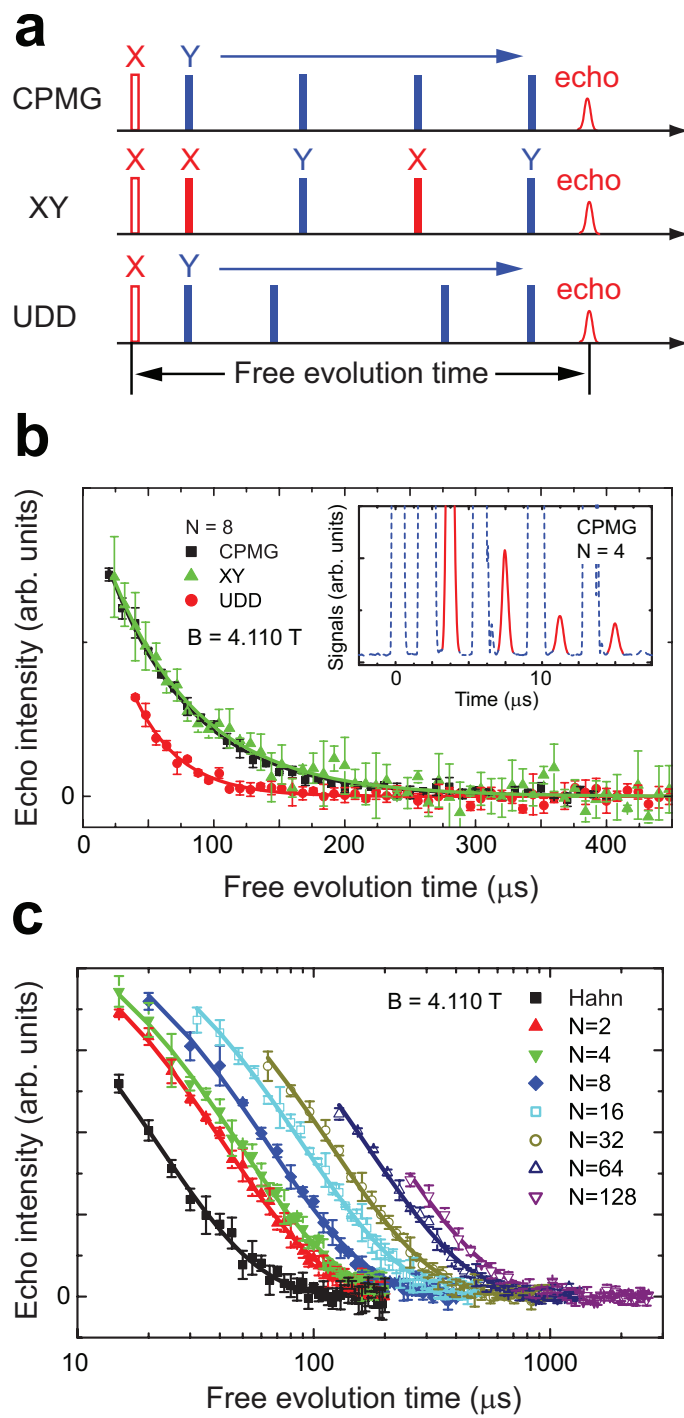 a
X Y
CPMG echo
X X Y X Y
XY echo
X Y
UDD echo
Free evolution time
b
Echo intensity (arb. units)
N = 8
CPMG
XY
UDD
B = 4.110 T
Signals (arb. units)
CPMG
N = 4
0 10
Time (μs)
0
0 100 200 300 400
Free evolution time (μs)
c
Echo intensity (arb. units)
B = 4.110 T
Hahn
N=2
N=4
N=8
N=16
N=32
N=64
N=128
0
10 100 1000
Free evolution time (μs)